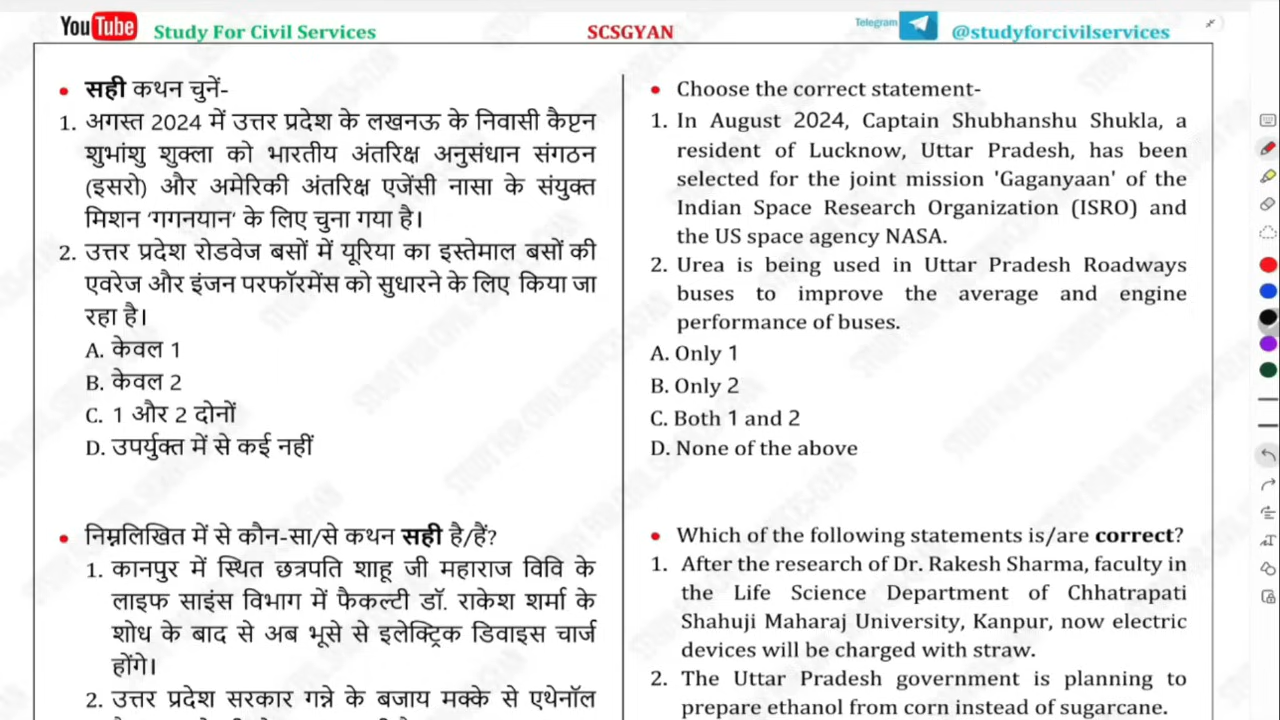 YouTube Study For Civil Services SCSGYAN Telegram @studyforcivilservices
• सही कथन चुनें-
1. अगस्त 2024 में उत्तर प्रदेश के लखनऊ के निवासी कैप्टन
शुभांशु शुक्ला को भारतीय अंतरिक्ष अनुसंधान संगठन
(इसरो) और अमेरिकी अंतरिक्ष एजेंसी नासा के संयुक्त
मिशन ‘गगनयान‘ के लिए चुना गया है।
2. उत्तर प्रदेश रोडवेज बसों में यूरिया का इस्तेमाल बसों की
एवरेज और इंजन परफॉरमेंस को सुधारने के लिए किया जा
रहा है।
A. केवल 1
B. केवल 2
C. 1 और 2 दोनों
D. उपर्युक्त में से कई नहीं
• निम्नलिखित में से कौन-सा/से कथन सही है/हैं?
1. कानपुर में स्थित छत्रपति शाहू जी महाराज विवि के
लाइफ साइंस विभाग में फैकल्टी डॉ. राकेश शर्मा के
शोध के बाद से अब भूसे से इलेक्ट्रिक डिवाइस चार्ज
होंगे।
2. उत्तर प्रदेश सरकार गन्ने के बजाय मक्के से एथेनॉल
• Choose the correct statement-
1. In August 2024, Captain Shubhanshu Shukla, a
resident of Lucknow, Uttar Pradesh, has been
selected for the joint mission 'Gaganyaan' of the
Indian Space Research Organization (ISRO) and
the US space agency NASA.
2. Urea is being used in Uttar Pradesh Roadways
buses to improve the average and engine
performance of buses.
A. Only 1
B. Only 2
C. Both 1 and 2
D. None of the above
• Which of the following statements is/are correct?
1. After the research of Dr. Rakesh Sharma, faculty in
the Life Science Department of Chhatrapati
Shahuji Maharaj University, Kanpur, now electric
devices will be charged with straw.
2. The Uttar Pradesh government is planning to
prepare ethanol from corn instead of sugarcane.